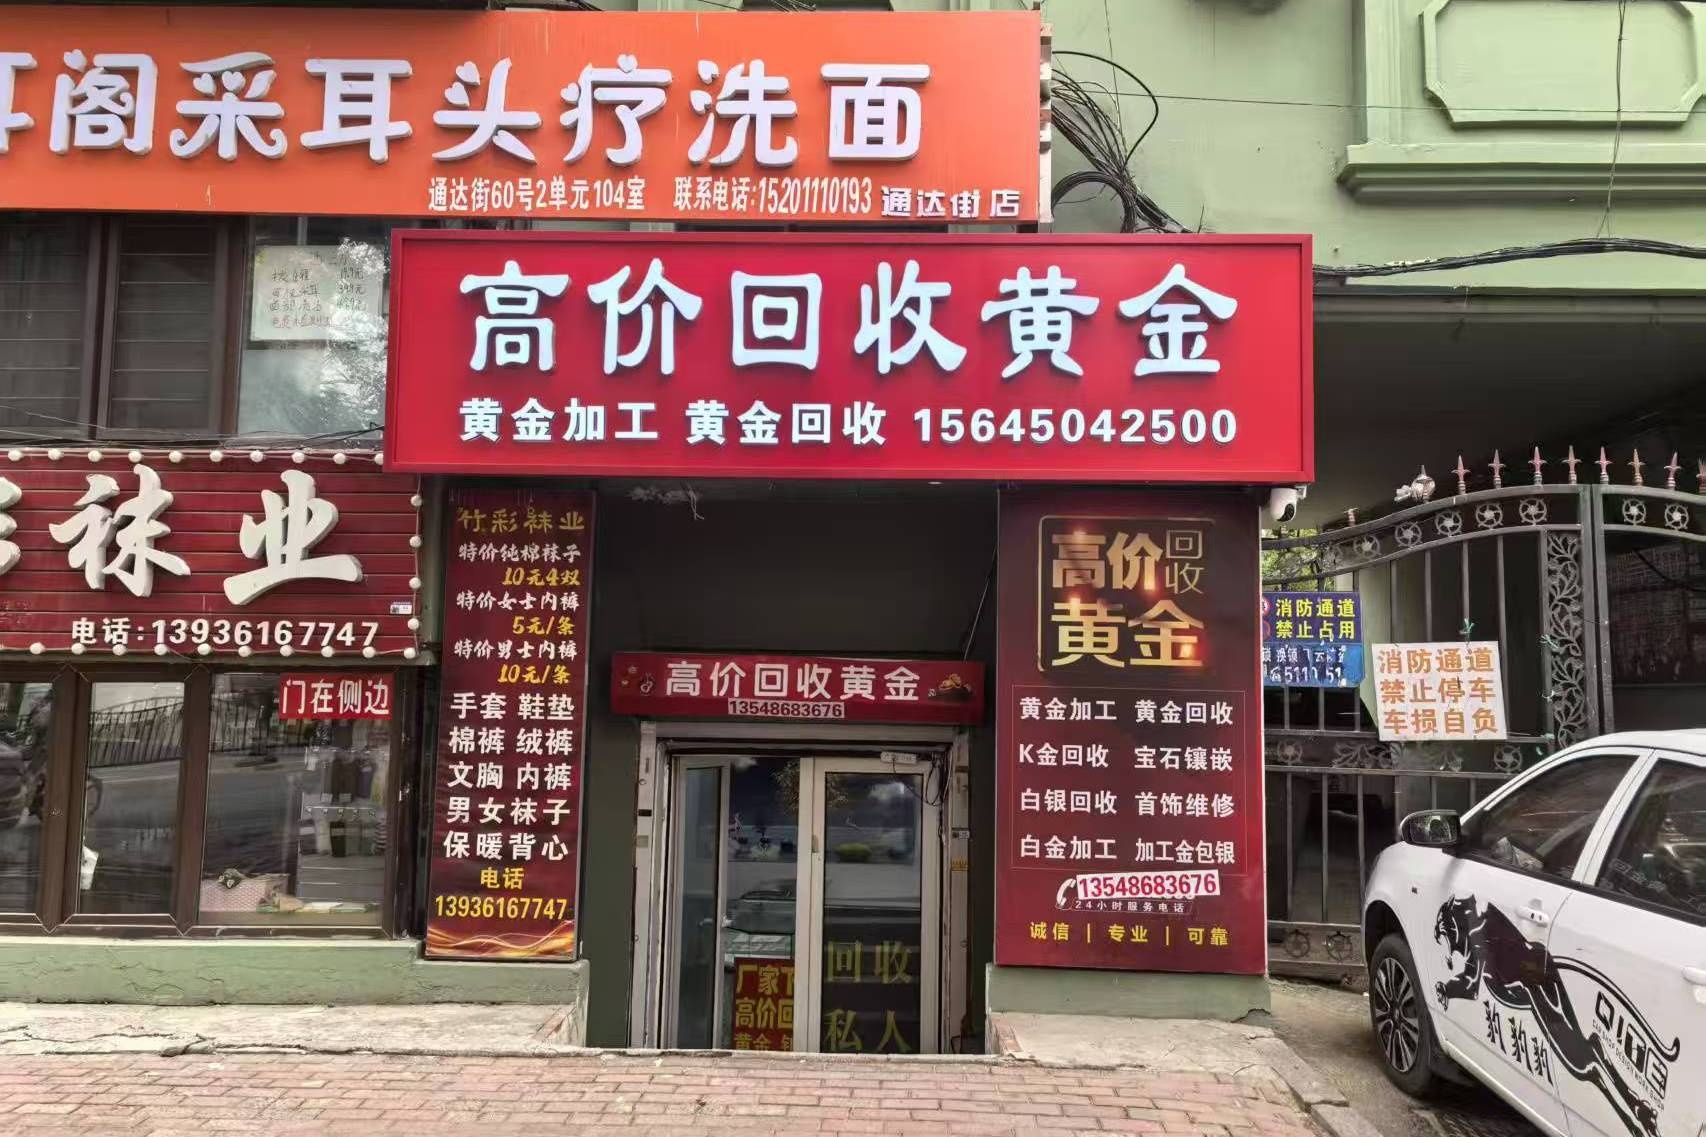 阁采耳头疗洗面
通达街60号2单元104室 联系电话:15201110193 通达街店
高价回收黄金
黄金加工 黄金回收 15645042500
袜业
电话:13936167747
门在侧边
竹彩袜业
特价纯棉袜子
10元4双
特价女士内裤
5元/条
特价男士内裤
10元/条
手套 鞋垫
棉裤 绒裤
文胸 内裤
男女袜子
保暖背心
电话
13936167747
高价回收黄金
13548683676
厂家
高价回
黄金
回收
私人
高价回收
黄金
黄金加工 黄金回收
K金回收 宝石镶嵌
白银回收 首饰维修
白金加工 加工金包银
13548683676
24小时服务电话
诚信 | 专业 | 可靠
消防通道
禁止占用
消防通道
禁止停车
车损自负
豹豹豹